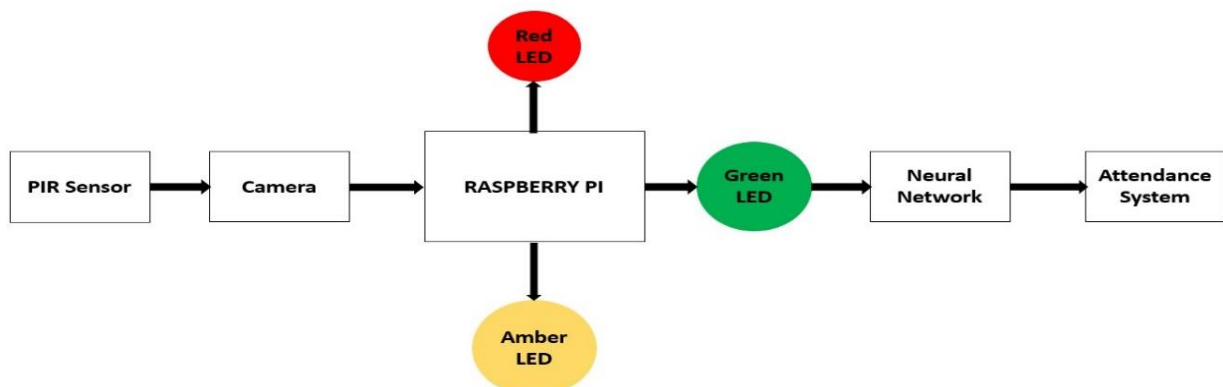 Red
LED
PIR Sensor
Camera
RASPBERRY PI
Green
LED
Neural
Network
Attendance
System
Amber
LED